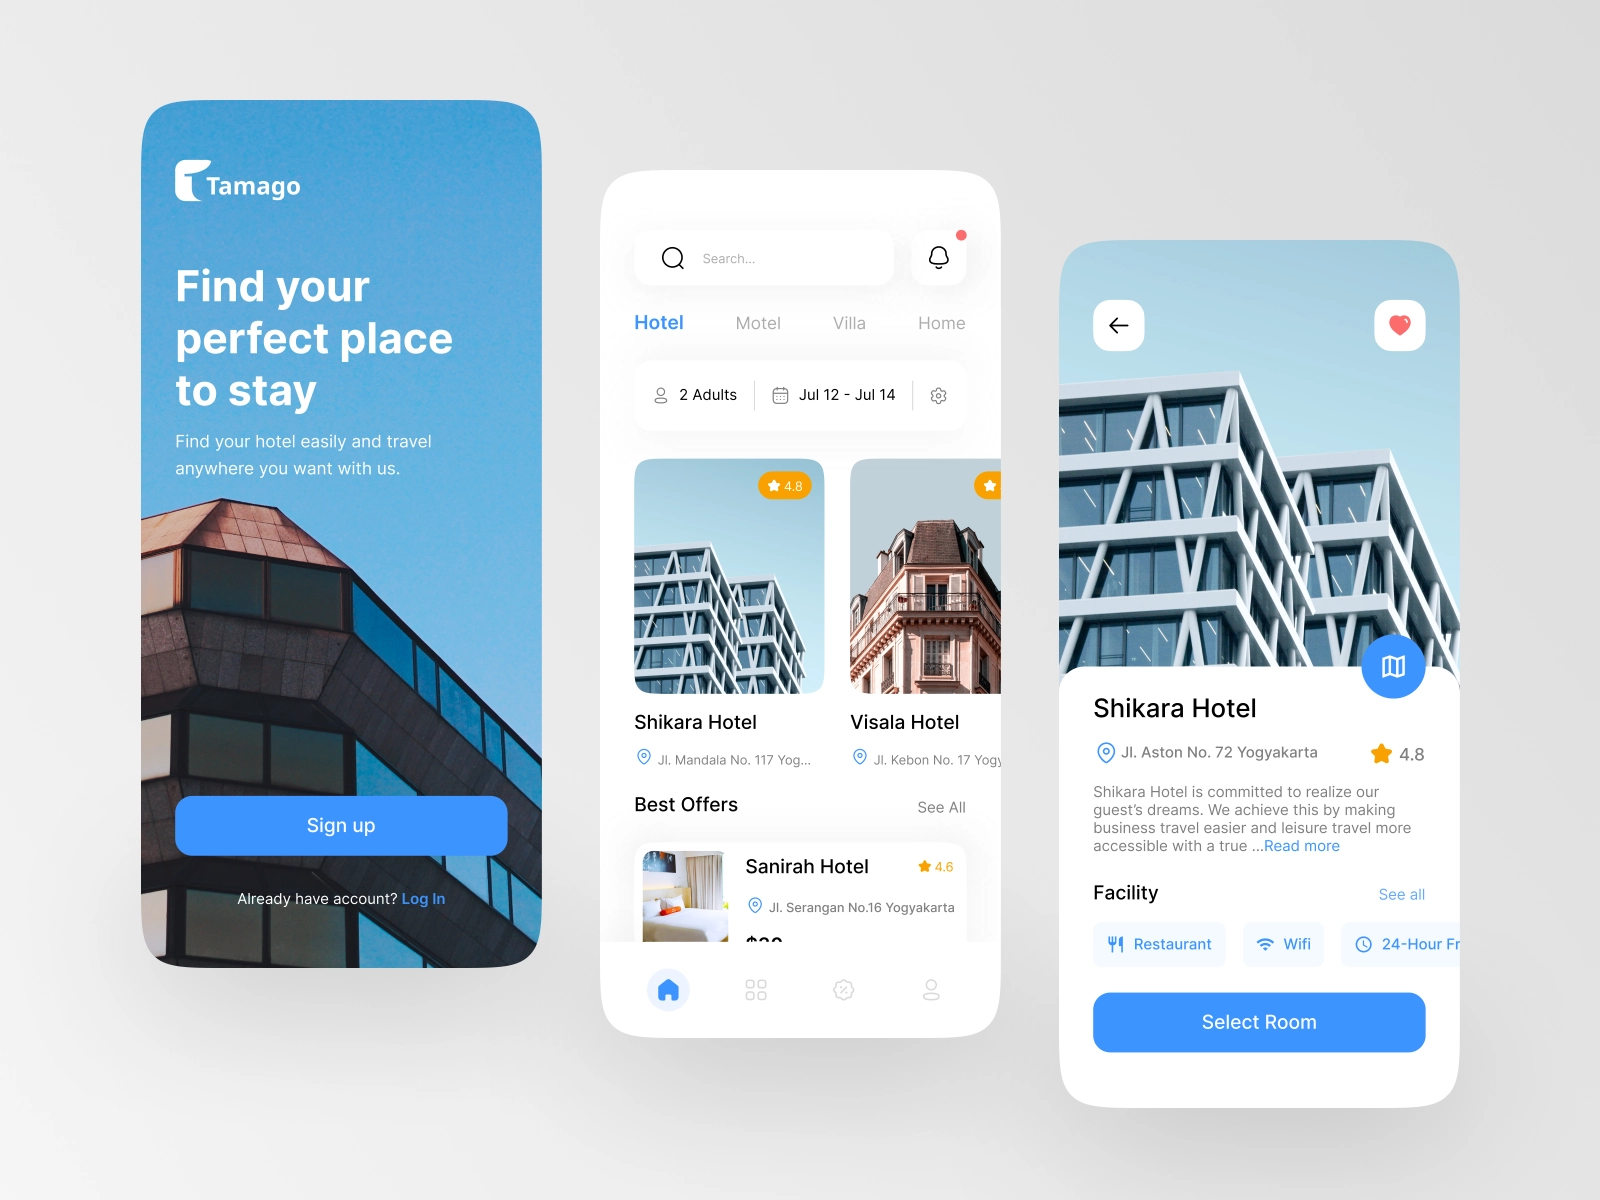 Tamago
Find your
perfect place
to stay
Find your hotel easily and travel
anywhere you want with us.
Sign up
Already have account? Log In
Search...
Hotel Motel Villa Home
2 Adults Jul 12 - Jul 14
4.8
Shikara Hotel Visala Hotel
Jl. Mandala No. 117 Yog... Jl. Kebon No. 17 Yogy
Best Offers See All
Sanirah Hotel 4.6
Jl. Serangan No.16 Yogyakarta
Shikara Hotel
Jl. Aston No. 72 Yogyakarta 4.8
Shikara Hotel is committed to realize our
guest's dreams. We achieve this by making
business travel easier and leisure travel more
accessible with a true ...Read more
Facility See all
Restaurant Wifi 24-Hour Fr
Select Room